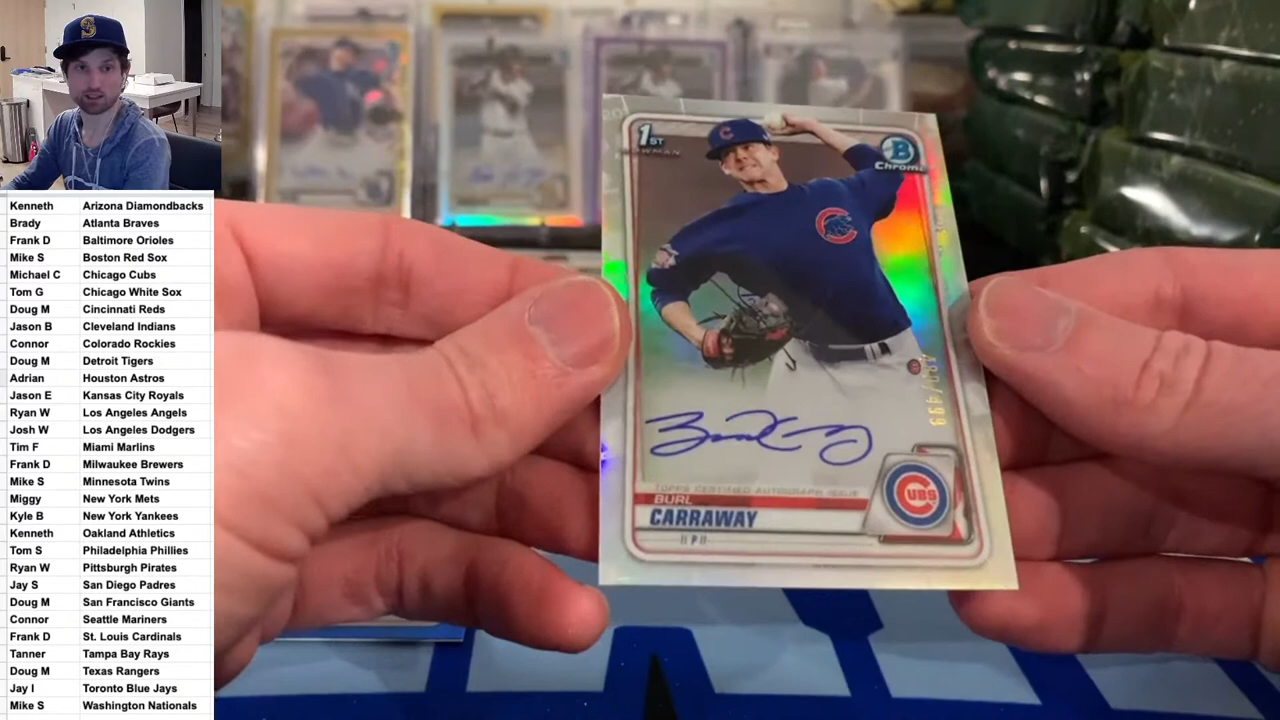 Kenneth Arizona Diamondbacks
Brady Atlanta Braves
Frank D Baltimore Orioles
Mike S Boston Red Sox
Michael C Chicago Cubs
Tom G Chicago White Sox
Doug M Cincinnati Reds
Jason B Cleveland Indians
Connor Colorado Rockies
Doug M Detroit Tigers
Adrian Houston Astros
Jason E Kansas City Royals
Ryan W Los Angeles Angels
Josh W Los Angeles Dodgers
Tim F Miami Marlins
Frank D Milwaukee Brewers
Mike S Minnesota Twins
Miggy New York Mets
Kyle B New York Yankees
Kenneth Oakland Athletics
Tom S Philadelphia Phillies
Ryan W Pittsburgh Pirates
Jay S San Diego Padres
Doug M San Francisco Giants
Connor Seattle Mariners
Frank D St. Louis Cardinals
Tanner Tampa Bay Rays
Doug M Texas Rangers
Jay I Toronto Blue Jays
Mike S Washington Nationals
1ST
BOWMAN
B
Chrome
C
C
TOPPS CERTIFIED AUTOGRAPH ISSUE
BURL
CARRAWAY
P
CUBS